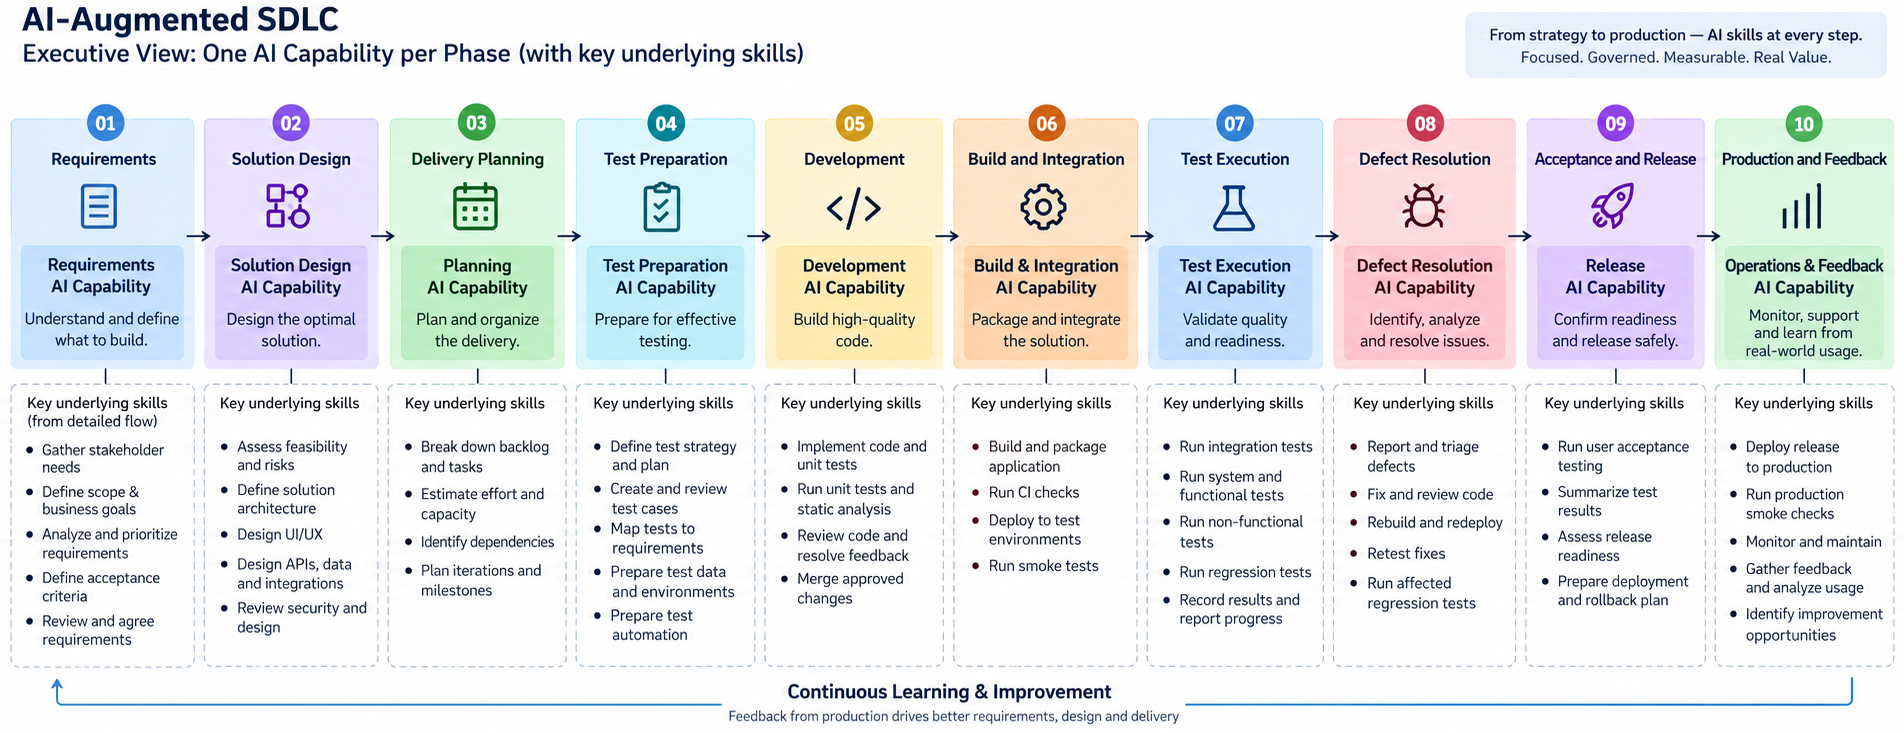 AI-Augmented SDLC
Executive View: One AI Capability per Phase (with key underlying skills)
From strategy to production — AI skills at every step.
Focused. Governed. Measurable. Real Value.
01
Requirements
Requirements
AI Capability
Understand and define
what to build.
Key underlying skills
(from detailed flow)
• Gather stakeholder
needs
• Define scope &
business goals
• Analyze and prioritize
requirements
• Define acceptance
criteria
• Review and agree
requirements
02
Solution Design
Solution Design
AI Capability
Design the optimal
solution.
Key underlying skills
• Assess feasibility
and risks
• Define solution
architecture
• Design UI/UX
• Design APIs, data
and integrations
• Review security and
design
03
Delivery Planning
Planning
AI Capability
Plan and organize
the delivery.
Key underlying skills
• Break down backlog
and tasks
• Estimate effort and
capacity
• Identify dependencies
• Plan iterations and
milestones
04
Test Preparation
Test Preparation
AI Capability
Prepare for effective
testing.
Key underlying skills
• Define test strategy
and plan
• Create and review
test cases
• Map tests to
requirements
• Prepare test data
and environments
• Prepare test
automation
05
Development
Development
AI Capability
Build high-quality
code.
Key underlying skills
• Implement code and
unit tests
• Run unit tests and
static analysis
• Review code and
resolve feedback
• Merge approved
changes
06
Build and Integration
Build & Integration
AI Capability
Package and integrate
the solution.
Key underlying skills
• Build and package
application
• Run CI checks
• Deploy to test
environments
• Run smoke tests
07
Test Execution
Test Execution
AI Capability
Validate quality
and readiness.
Key underlying skills
• Run integration tests
• Run system and
functional tests
• Run non-functional
tests
• Run regression tests
• Record results and
report progress
08
Defect Resolution
Defect Resolution
AI Capability
Identify, analyze
and resolve issues.
Key underlying skills
• Report and triage
defects
• Fix and review code
• Rebuild and redeploy
• Retest fixes
• Run affected
regression tests
09
Acceptance and Release
Release
AI Capability
Confirm readiness
and release safely.
Key underlying skills
• Run user acceptance
testing
• Summarize test
results
• Assess release
readiness
• Prepare deployment
and rollback plan
10
Production and Feedback
Operations & Feedback
AI Capability
Monitor, support
and learn from
real-world usage.
Key underlying skills
• Deploy release
to production
• Run production
smoke checks
• Monitor and maintain
• Gather feedback
and analyze usage
• Identify improvement
opportunities
Continuous Learning & Improvement
Feedback from production drives better requirements, design and delivery